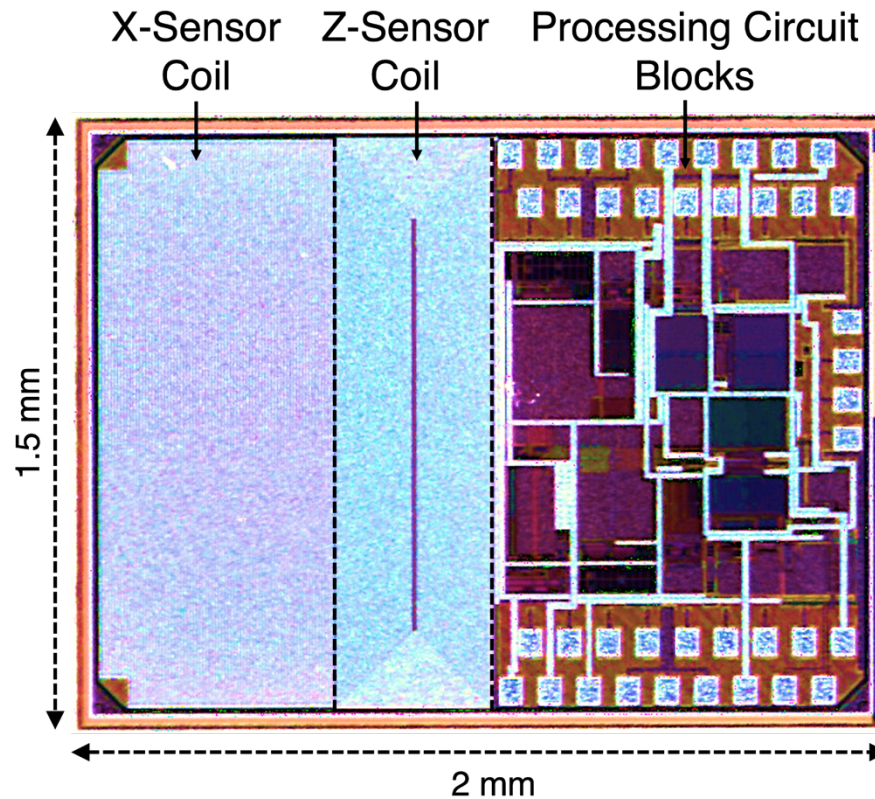 X-Sensor
Coil
Z-Sensor
Coil
Processing Circuit
Blocks
1.5 mm
2 mm